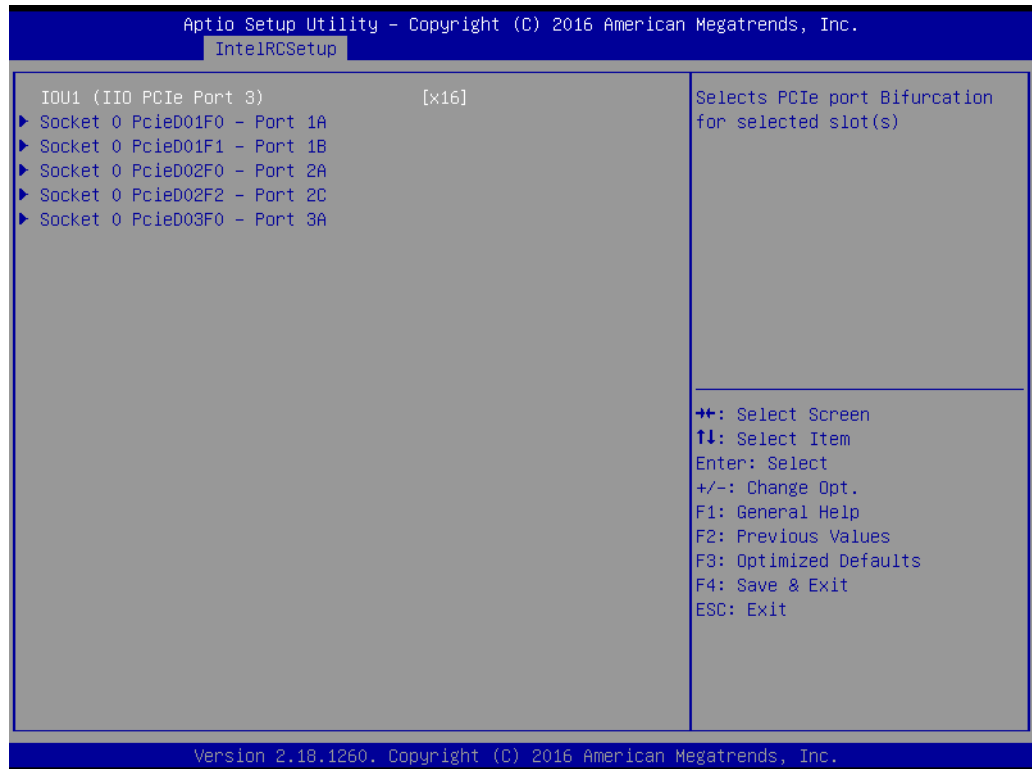 Aptio Setup Utility – Copyright (C) 2016 American Megatrends, Inc.
IntelRCSetup
IOU1 (IIO PCIe Port 3) [x16]
Socket 0 PcieD01F0 – Port 1A
Socket 0 PcieD01F1 – Port 1B
Socket 0 PcieD02F0 – Port 2A
Socket 0 PcieD02F2 – Port 2C
Socket 0 PcieD03F0 – Port 3A
Selects PCIe port Bifurcation
for selected slot(s)
→←: Select Screen
↑↓: Select Item
Enter: Select
+/-: Change Opt.
F1: General Help
F2: Previous Values
F3: Optimized Defaults
F4: Save & Exit
ESC: Exit
Version 2.18.1260. Copyright (C) 2016 American Megatrends, Inc.